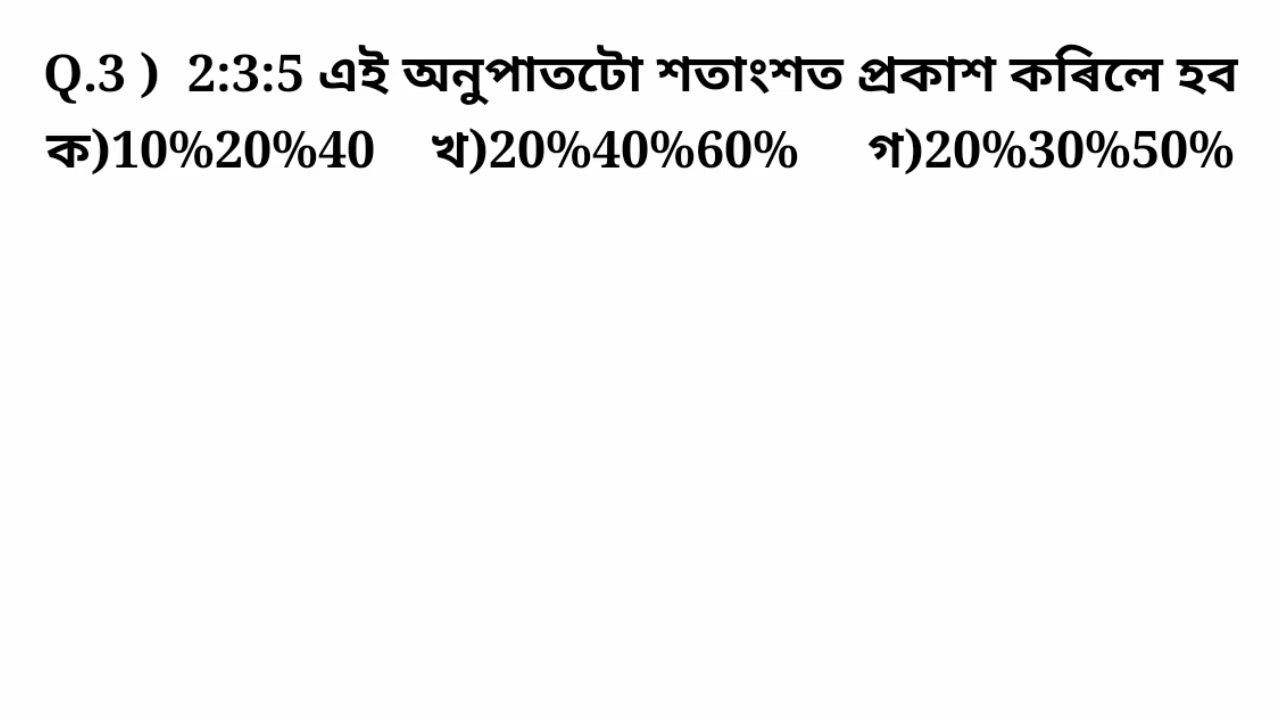 Q.3 ) 2:3:5 এই অনুপাতটো শতাংশত প্ৰকাশ কৰিলে হব
ক)10%20%40 খ)20%40%60% গ)20%30%50%